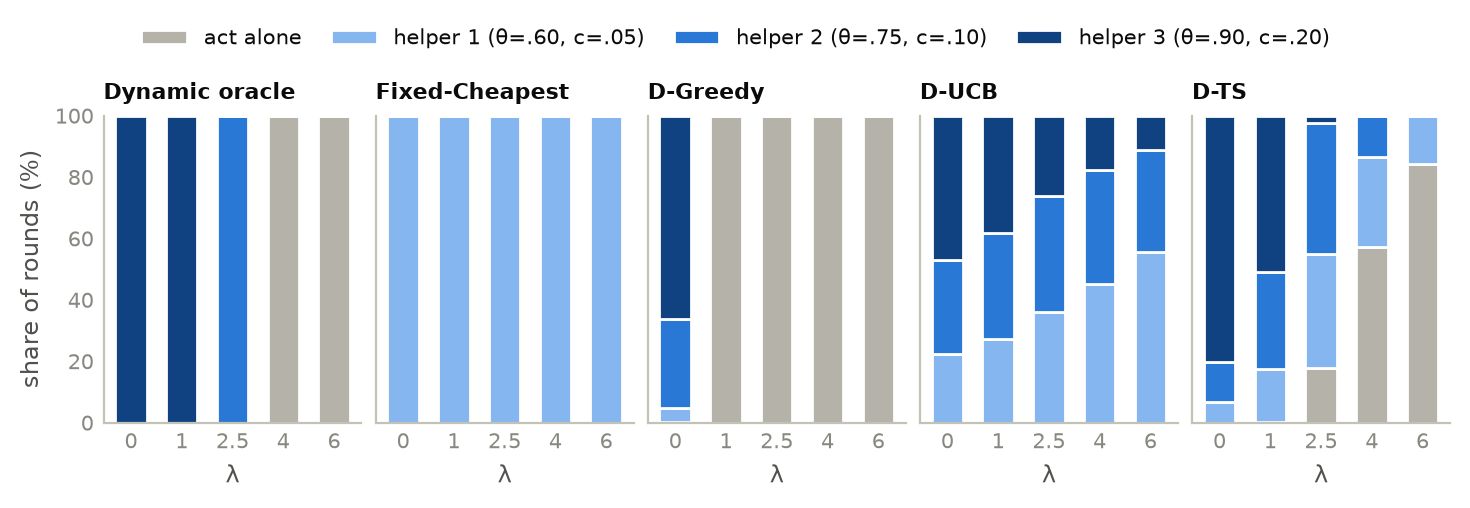 act alone helper 1 (θ=.60, c=.05) helper 2 (θ=.75, c=.10) helper 3 (θ=.90, c=.20)
Dynamic oracle Fixed-Cheapest D-Greedy D-UCB D-TS
share of rounds (%)
100
80
60
40
20
0
0 1 2.5 4 6 0 1 2.5 4 6 0 1 2.5 4 6 0 1 2.5 4 6 0 1 2.5 4 6
λ λ λ λ λ